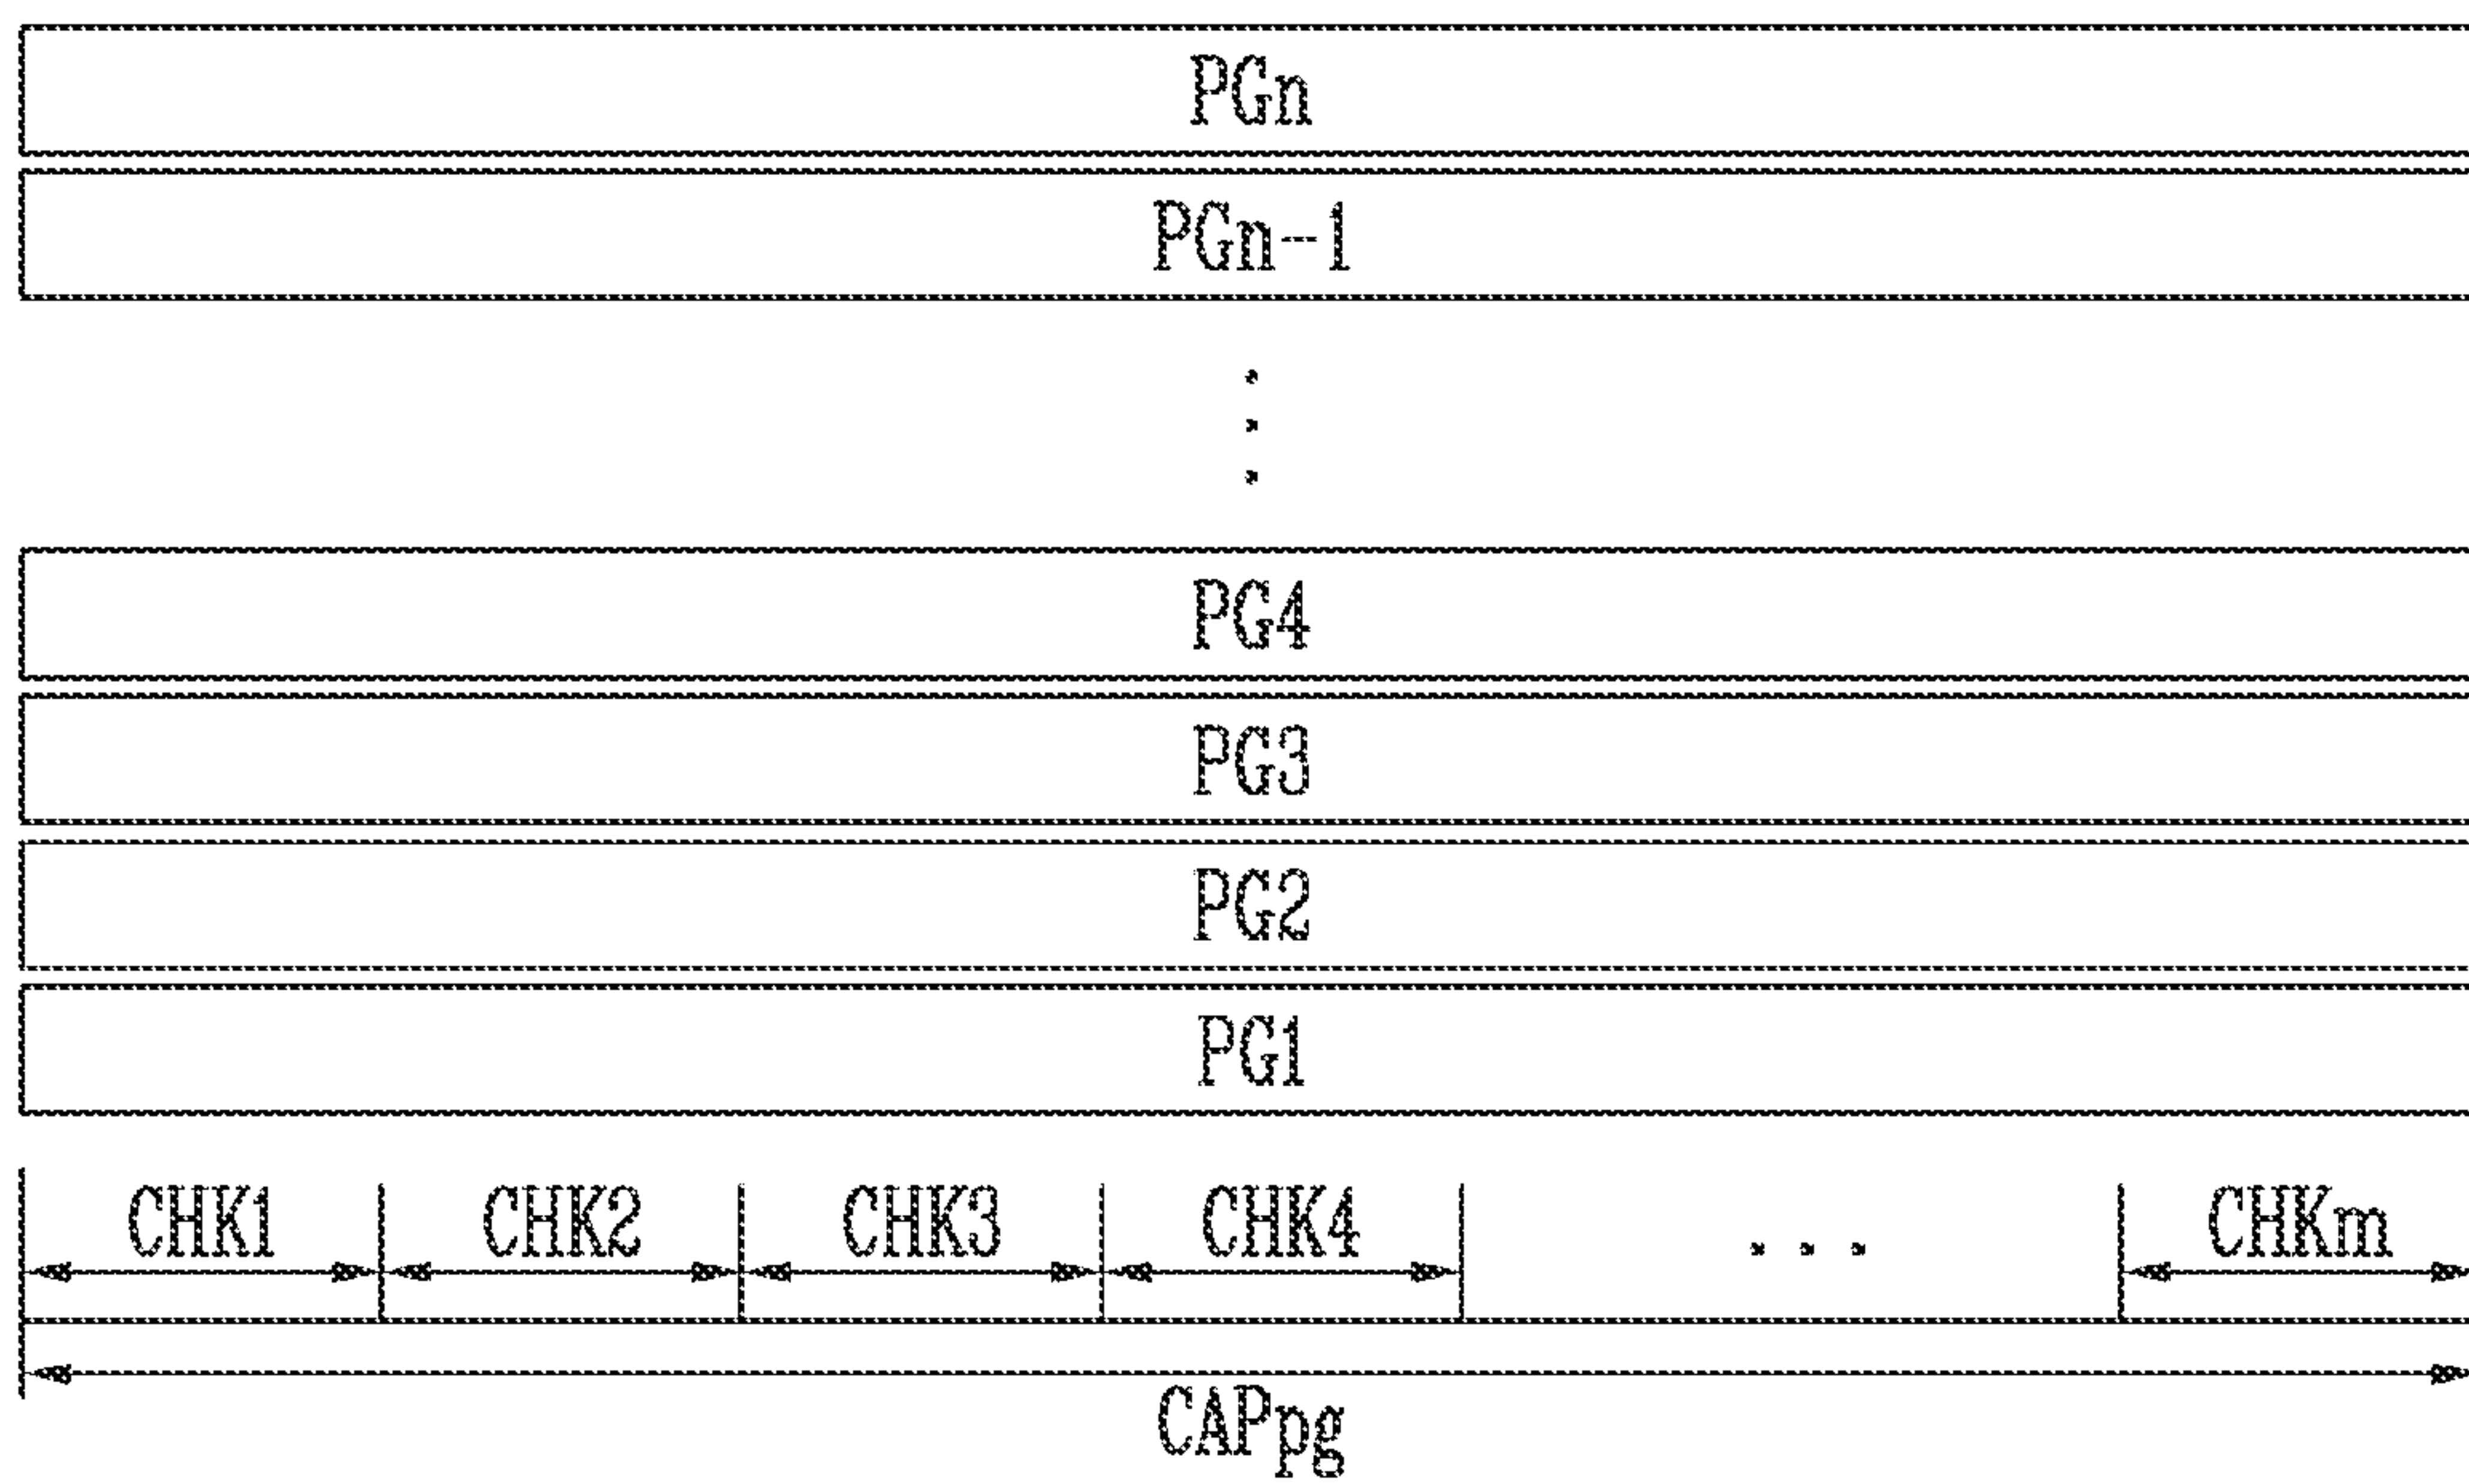 PGn
PGn-1
PG4
PG3
PG2
PG1
CHK1 CHK2 CHK3 CHK4 ... CHKm
CAPpg